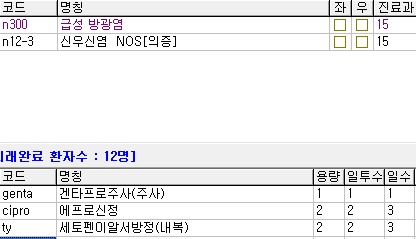 코드 명칭 좌 우 진료과
n300 급성 방광염 15
n12-3 신우신염 NOS[의증] 15
l래완료 환자수 : 12명]
코드 명칭 용량 일투수 일수
genta 겐타프로주사(주사) 1 1 1
cipro 에프로신정 2 2 3
ty 세토펜이알서방정(내복) 2 2 3